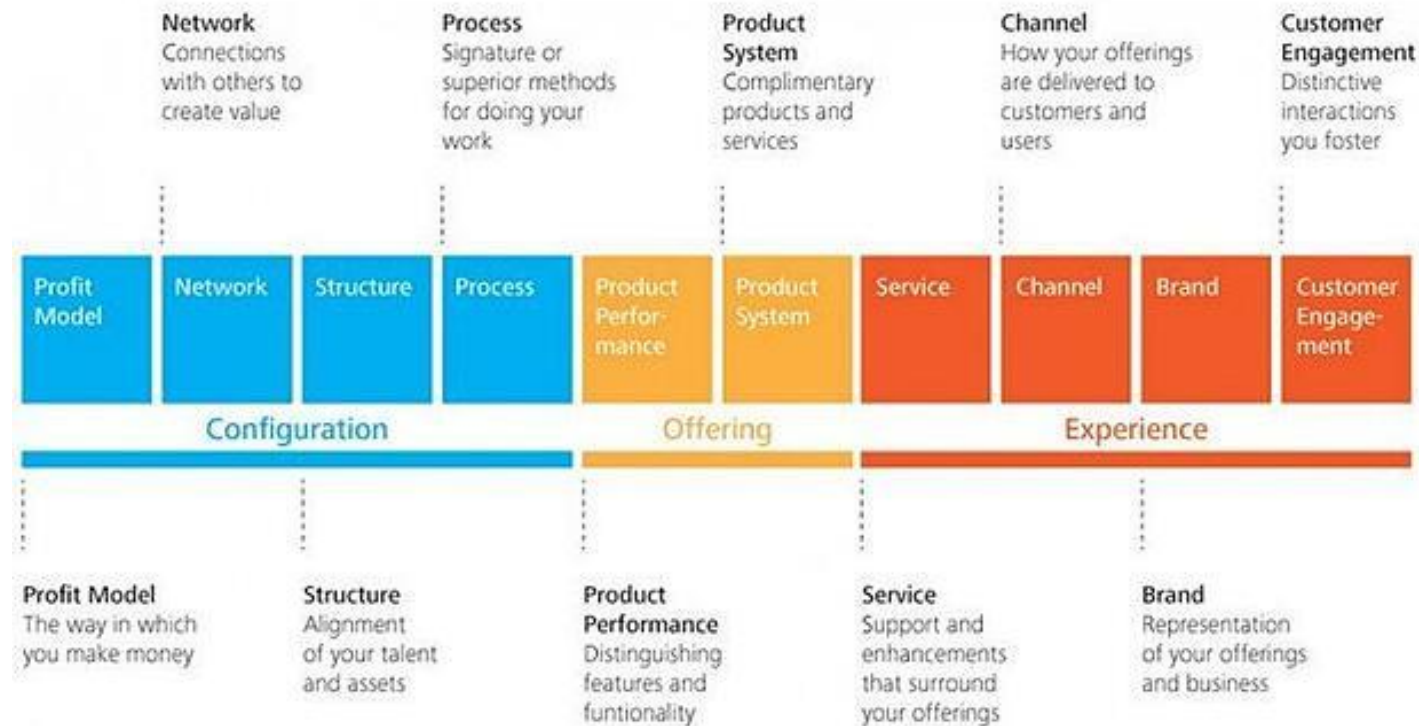 Network
Connections
with others to
create value
Process
Signature or
superior methods
for doing your
work
Product
System
Complimentary
products and
services
Channel
How your offerings
are delivered to
customers and
users
Customer
Engagement
Distinctive
interactions
you foster
Profit
Model
Network
Structure
Process
Product
Perfor-
mance
Product
System
Service
Channel
Brand
Customer
Engage-
ment
Configuration
Offering
Experience
Profit Model
The way in which
you make money
Structure
Alignment
of your talent
and assets
Product
Performance
Distinguishing
features and
funtionality
Service
Support and
enhancements
that surround
your offerings
Brand
Representation
of your offerings
and business